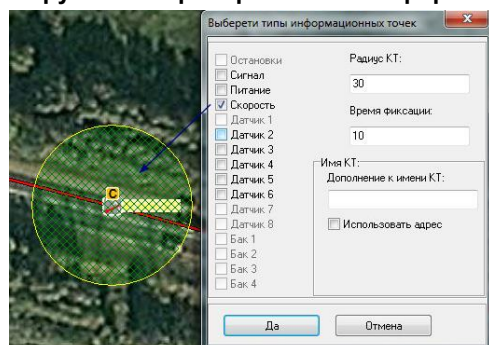 Выберети типы информационных точек
Остановки
Сигнал
Питание
Скорость
Датчик 1
Датчик 2
Датчик 3
Датчик 4
Датчик 5
Датчик 6
Датчик 7
Датчик 8
Бак 1
Бак 2
Бак 3
Бак 4
Радиус КТ:
30
Время фиксации:
10
Имя КТ:
Дополнение к имени КТ:
Использовать адрес
Да
Отмена
С